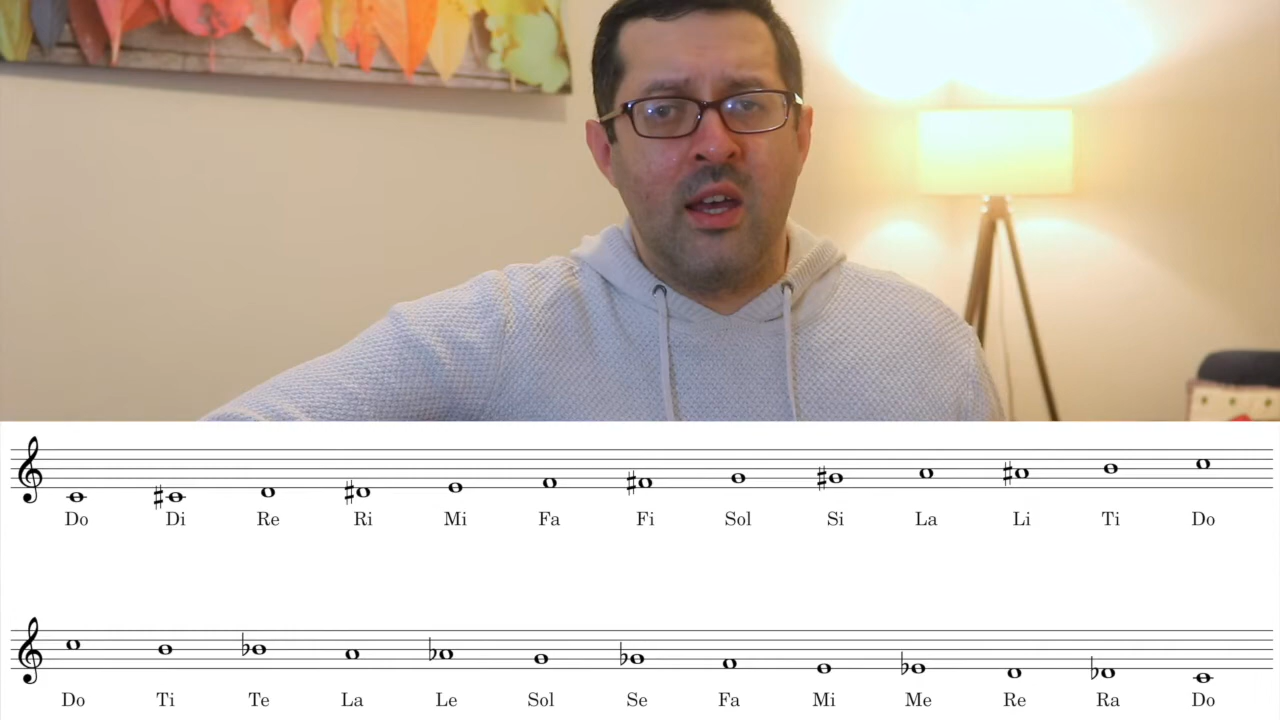 Do Di Re Ri Mi Fa Fi Sol Si La Li Ti Do
Do Ti Te La Le Sol Se Fa Mi Me Re Ra Do